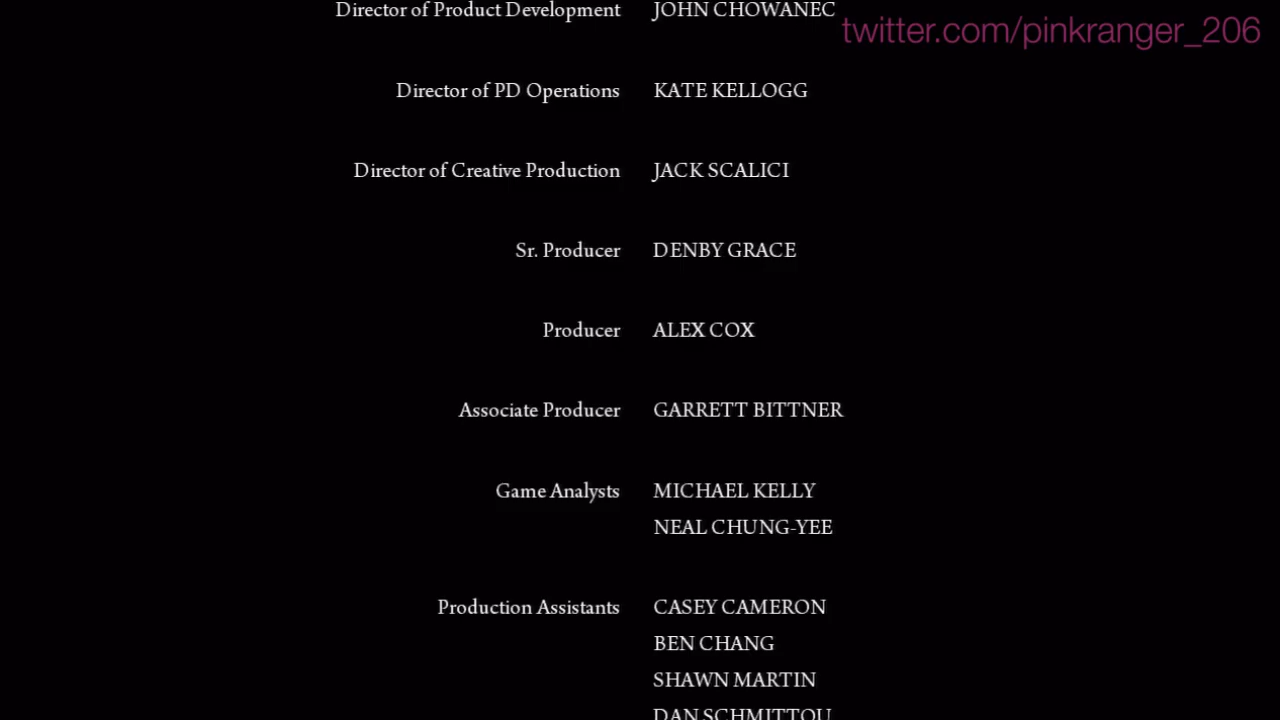 Director of Product Development JOHN CHOWANEC
twitter.com/pinkranger_206
Director of PD Operations KATE KELLOGG
Director of Creative Production JACK SCALICI
Sr. Producer DENBY GRACE
Producer ALEX COX
Associate Producer GARRETT BITTNER
Game Analysts MICHAEL KELLY
NEAL CHUNG-YEE
Production Assistants CASEY CAMERON
BEN CHANG
SHAWN MARTIN
DAN SCHMITTOU